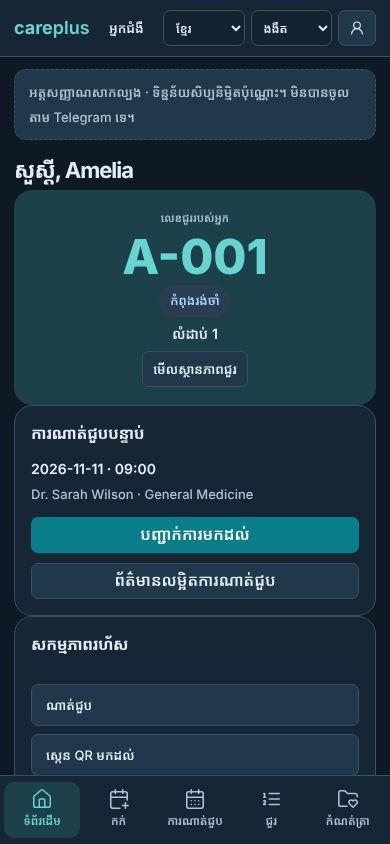 careplus អ្នកជំងឺ ខ្មែរ ងងឹត
អត្តសញ្ញាណសាកល្បង · ទិន្នន័យសិប្បនិម្មិតប៉ុណ្ណោះ។ មិនបានចូល
តាម Telegram ទេ។
សួស្តី, Amelia
លេខជួររបស់អ្នក
A-001
កំពុងរង់ចាំ
លំដាប់ 1
មើលស្ថានភាពជួរ
ការណាត់ជួបបន្ទាប់
2026-11-11 · 09:00
Dr. Sarah Wilson · General Medicine
បញ្ជាក់ការមកដល់
ព័ត៌មានលម្អិតការណាត់ជួប
សកម្មភាពរហ័ស
ណាត់ជួប
ស្កេន QR មកដល់
ទំព័រដើម កក់ ការណាត់ជួប ជួរ កំណត់ត្រា